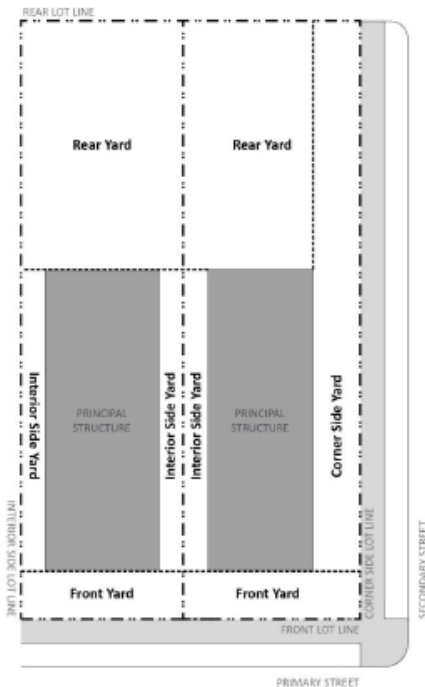 REAR LOT LINE
Rear Yard
Rear Yard
Interior Side Yard
PRINCIPAL
STRUCTURE
Interior Side Yard
Interior Side Yard
PRINCIPAL
STRUCTURE
Corner Side Yard
INTERIOR SIDE LOT LINE
CORNER SIDE LOT LINE
SECONDARY STREET
Front Yard
Front Yard
FRONT LOT LINE
PRIMARY STREET